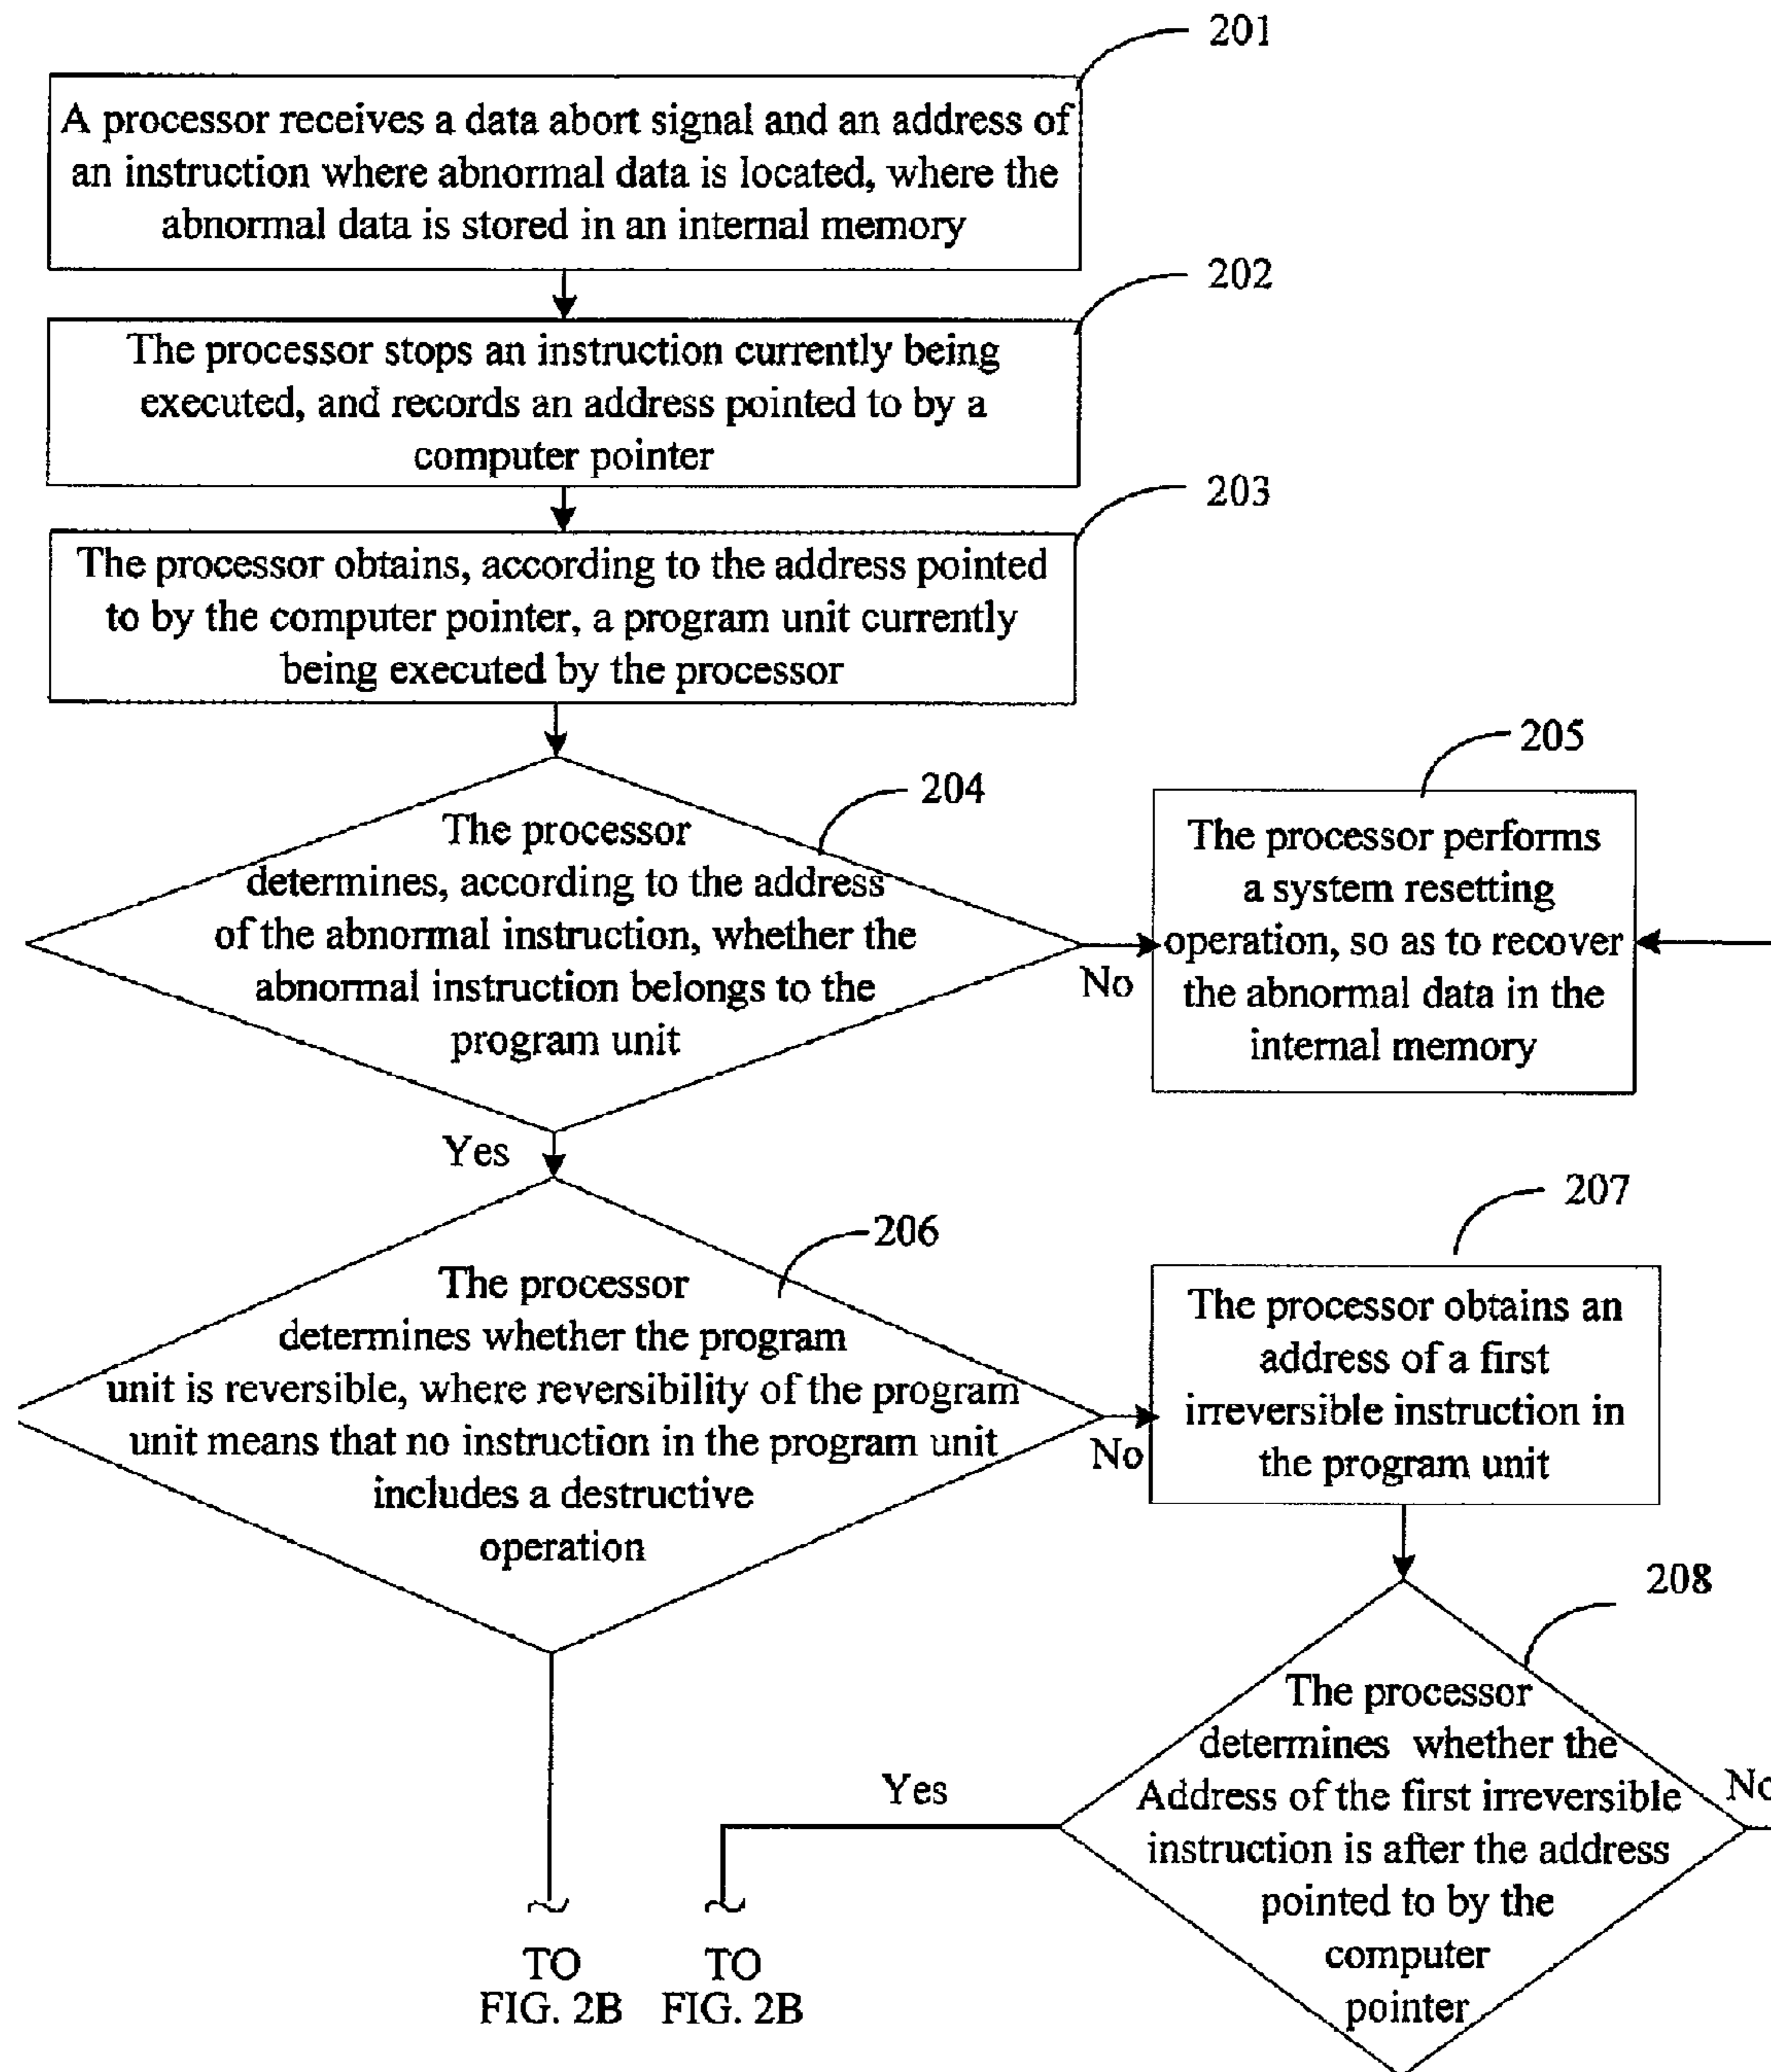 201
A processor receives a data abort signal and an address of
an instruction where abnormal data is located, where the
abnormal data is stored in an internal memory
202
The processor stops an instruction currently being
executed, and records an address pointed to by a
computer pointer
203
The processor obtains, according to the address pointed
to by the computer pointer, a program unit currently
being executed by the processor
204
The processor
determines, according to the address
of the abnormal instruction, whether the
abnormal instruction belongs to the
program unit
No
Yes
205
The processor performs
a system resetting
operation, so as to recover
the abnormal data in the
internal memory
206
The processor
determines whether the program
unit is reversible, where reversibility of the program
unit means that no instruction in the program unit
includes a destructive
operation
No
207
The processor obtains an
address of a first
irreversible instruction in
the program unit
208
The processor
determines whether the
Address of the first irreversible
instruction is after the address
pointed to by the
computer
pointer
Yes
No
TO
FIG. 2B
TO
FIG. 2B